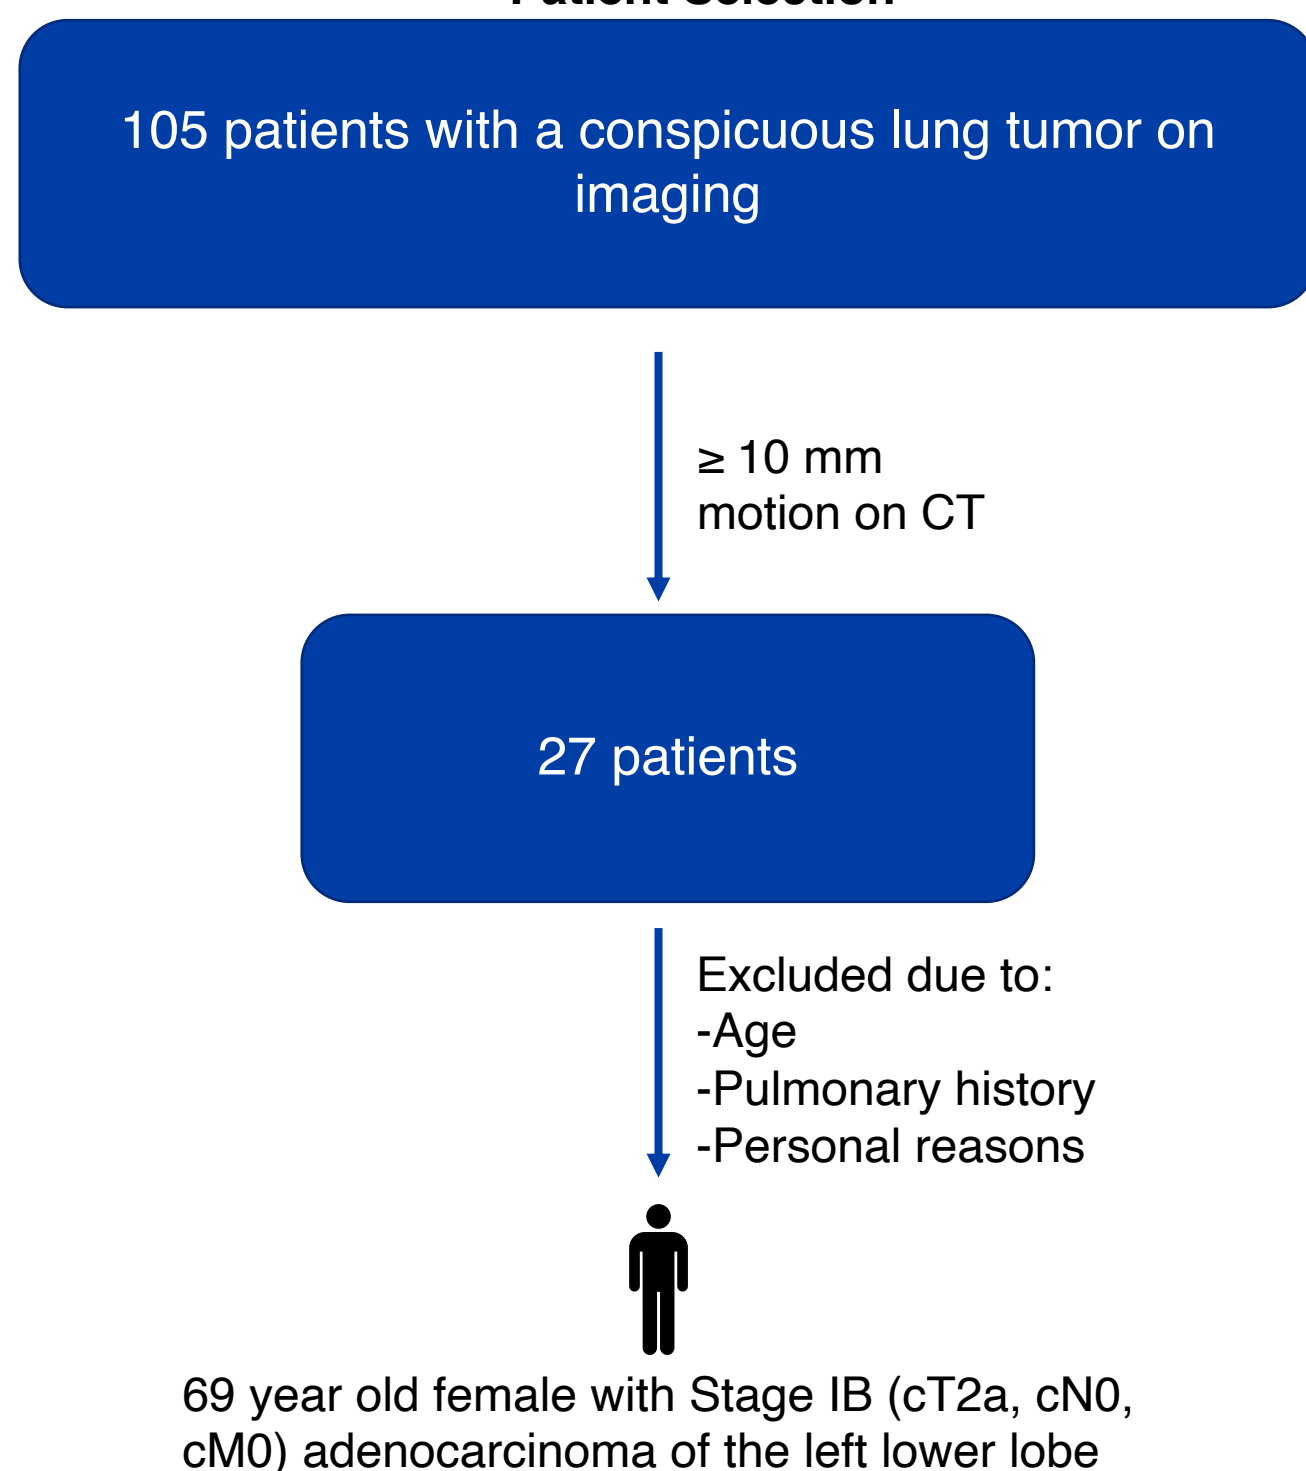 Patient Selection
105 patients with a conspicuous lung tumor on
imaging
≥ 10 mm
motion on CT
27 patients
Excluded due to:
-Age
-Pulmonary history
-Personal reasons
69 year old female with Stage IB (cT2a, cN0,
cM0) adenocarcinoma of the left lower lobe